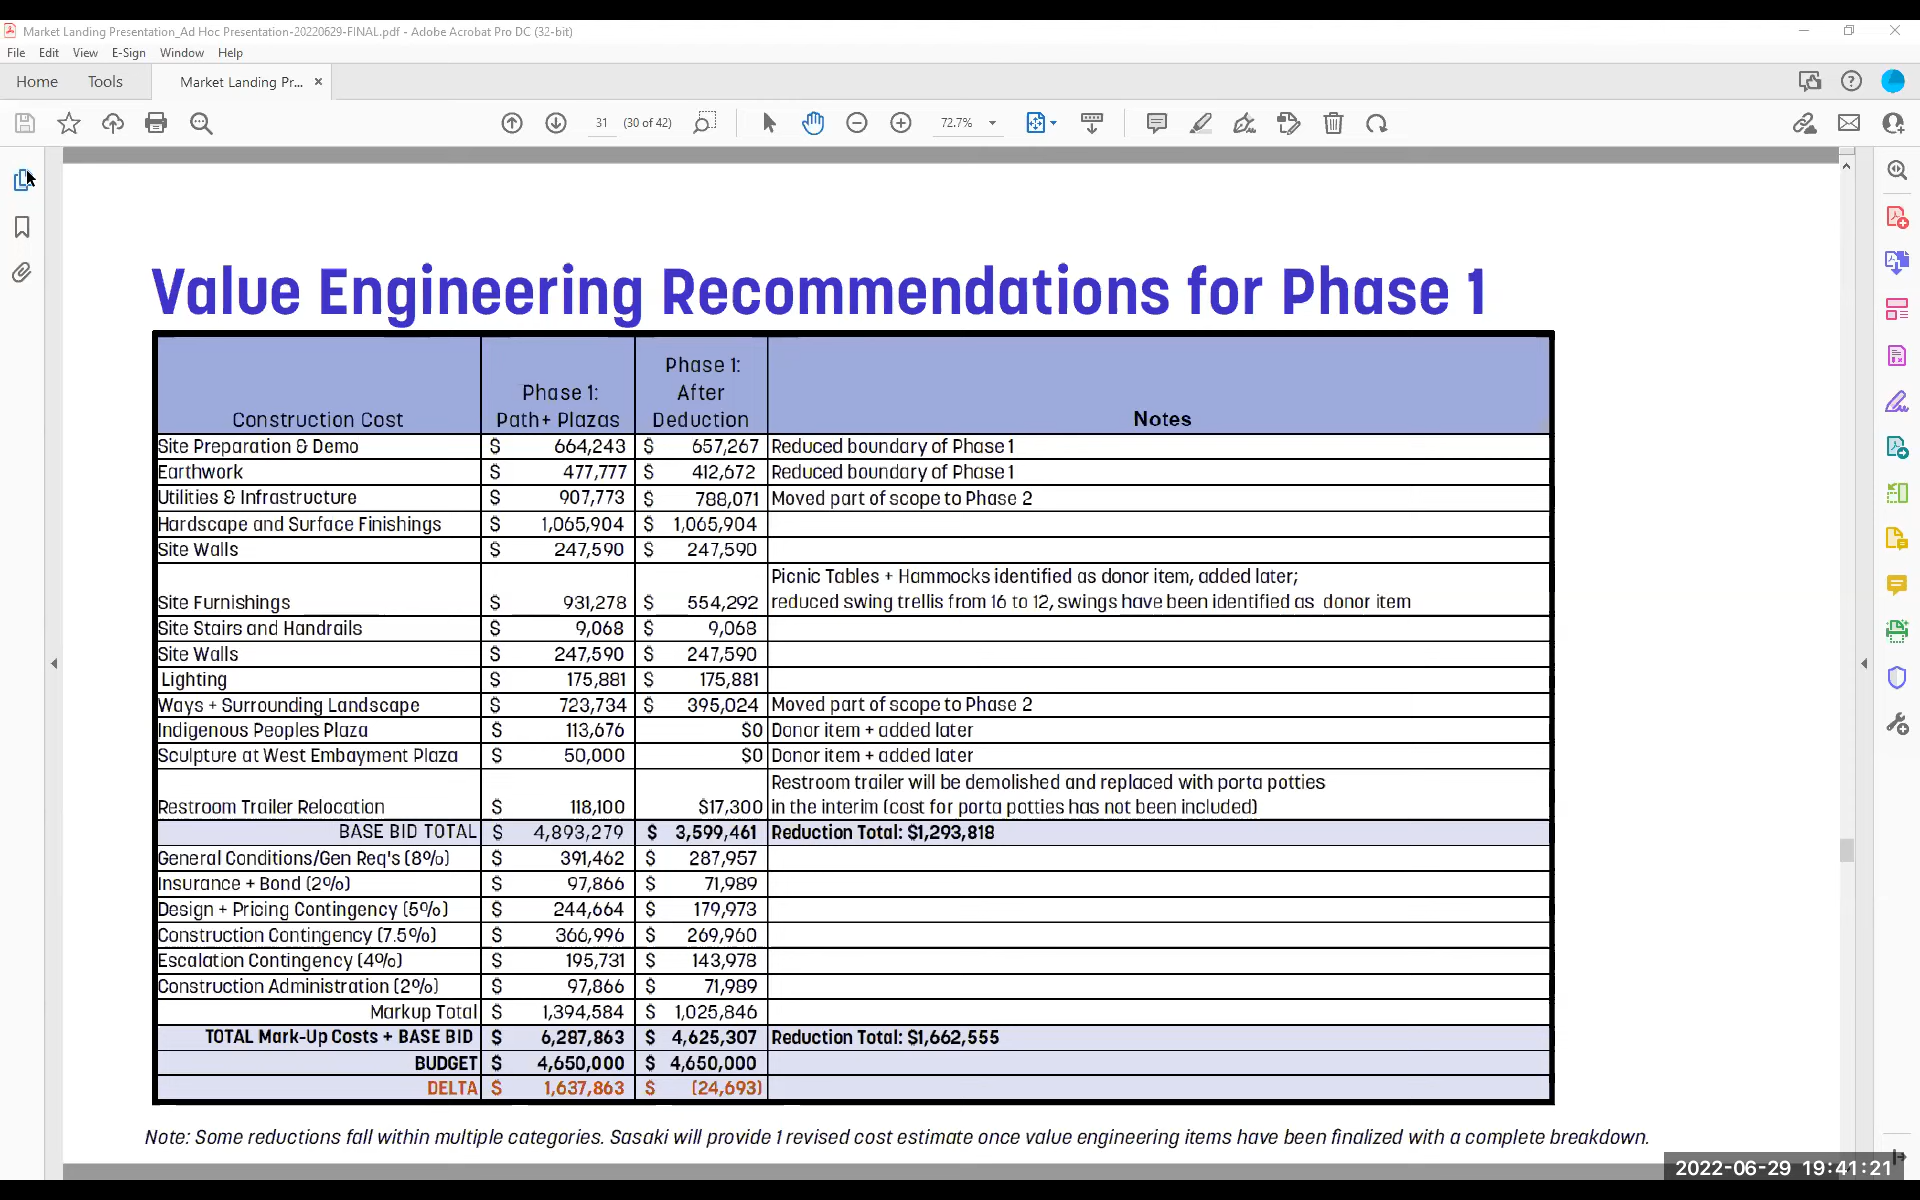 Market Landing Presentation_Ad Hoc Presentation-20220629-FINAL.pdf - Adobe Acrobat Pro DC (32-bit)
File Edit View E-Sign Window Help
Home Tools Market Landing Pr... ×
31 (30 of 42) 72.7%
Value Engineering Recommendations for Phase 1
Construction Cost Phase 1: Path+ Plazas Phase 1: After Deduction Notes
Site Preparation & Demo $ 664,243 $ 657,267 Reduced boundary of Phase 1
Earthwork $ 477,777 $ 412,672 Reduced boundary of Phase 1
Utilities & Infrastructure $ 907,773 $ 788,071 Moved part of scope to Phase 2
Hardscape and Surface Finishings $ 1,065,904 $ 1,065,904
Site Walls $ 247,590 $ 247,590
Picnic Tables + Hammocks identified as donor item, added later;
Site Furnishings $ 931,278 $ 554,292 reduced swing trellis from 16 to 12, swings have been identified as donor item
Site Stairs and Handrails $ 9,068 $ 9,068
Site Walls $ 247,590 $ 247,590
Lighting $ 175,881 $ 175,881
Ways + Surrounding Landscape $ 723,734 $ 395,024 Moved part of scope to Phase 2
Indigenous Peoples Plaza $ 113,676 $0 Donor item + added later
Sculpture at West Embayment Plaza $ 50,000 $0 Donor item + added later
Restroom trailer will be demolished and replaced with porta potties
Restroom Trailer Relocation $ 118,100 $17,300 in the interim (cost for porta potties has not been included)
BASE BID TOTAL $ 4,893,279 $ 3,599,461 Reduction Total: $1,293,818
General Conditions/Gen Req's (8%) $ 391,462 $ 287,957
Insurance + Bond (2%) $ 97,866 $ 71,989
Design + Pricing Contingency (5%) $ 244,664 $ 179,973
Construction Contingency (7.5%) $ 366,996 $ 269,960
Escalation Contingency (4%) $ 195,731 $ 143,978
Construction Administration (2%) $ 97,866 $ 71,989
Markup Total $ 1,394,584 $ 1,025,846
TOTAL Mark-Up Costs + BASE BID $ 6,287,863 $ 4,625,307 Reduction Total: $1,662,555
BUDGET $ 4,650,000 $ 4,650,000
DELTA $ 1,637,863 $ (24,693)
Note: Some reductions fall within multiple categories. Sasaki will provide 1 revised cost estimate once value engineering items have been finalized with a complete breakdown.
2022-06-29 19:41:21